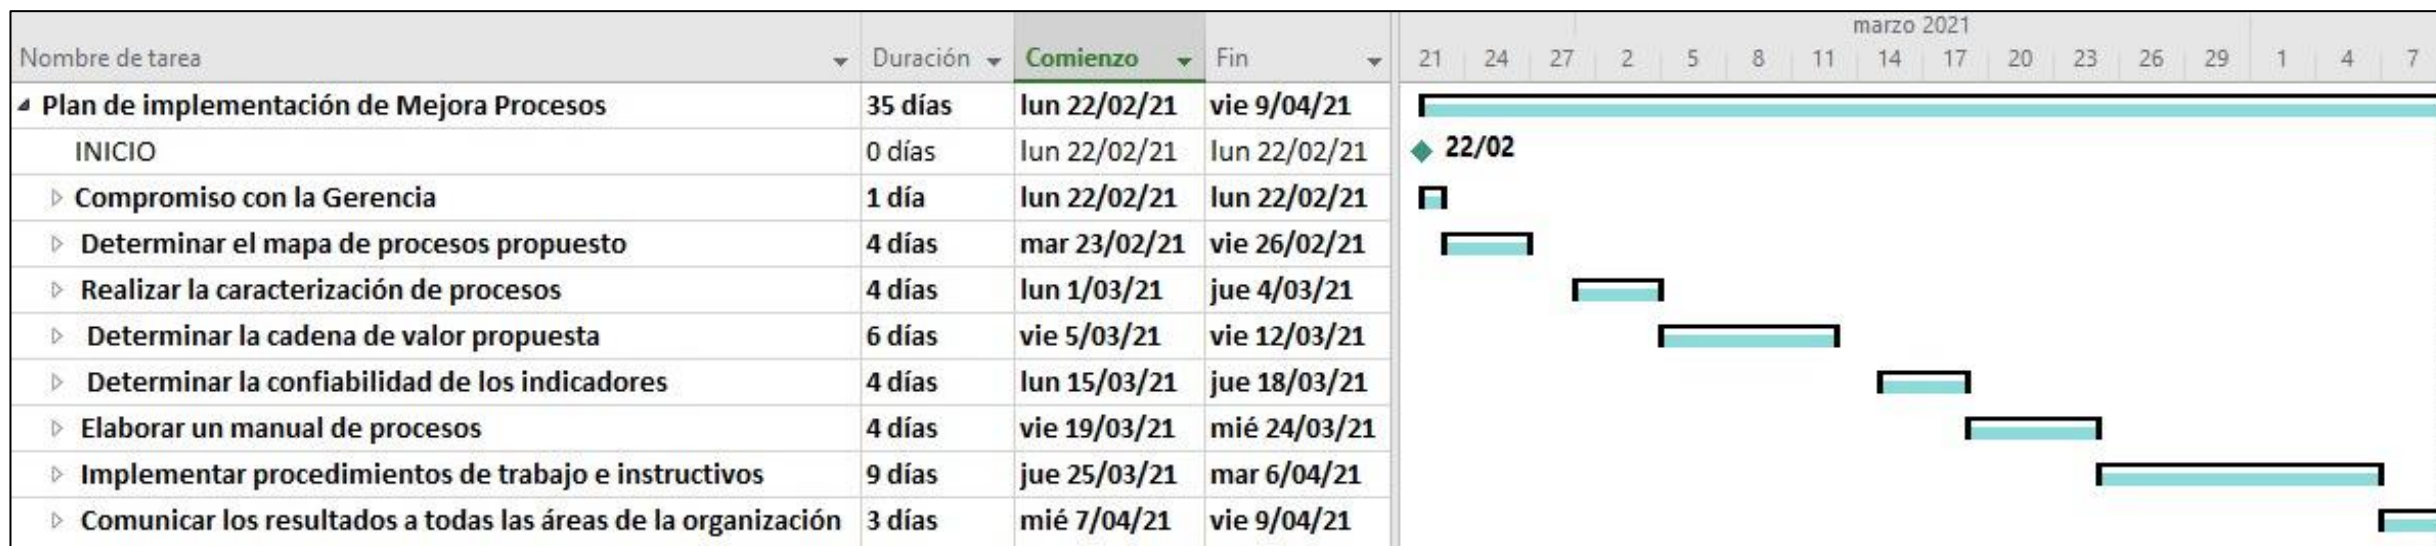 marzo 2021
Nombre de tarea Duración Comienzo Fin 21 24 27 2 5 8 11 14 17 20 23 26 29 1 4 7
Plan de implementación de Mejora Procesos 35 días lun 22/02/21 vie 9/04/21
INICIO 0 días lun 22/02/21 lun 22/02/21 22/02
Compromiso con la Gerencia 1 día lun 22/02/21 lun 22/02/21
Determinar el mapa de procesos propuesto 4 días mar 23/02/21 vie 26/02/21
Realizar la caracterización de procesos 4 días lun 1/03/21 jue 4/03/21
Determinar la cadena de valor propuesta 6 días vie 5/03/21 vie 12/03/21
Determinar la confiabilidad de los indicadores 4 días lun 15/03/21 jue 18/03/21
Elaborar un manual de procesos 4 días vie 19/03/21 mié 24/03/21
Implementar procedimientos de trabajo e instructivos 9 días jue 25/03/21 mar 6/04/21
Comunicar los resultados a todas las áreas de la organización 3 días mié 7/04/21 vie 9/04/21